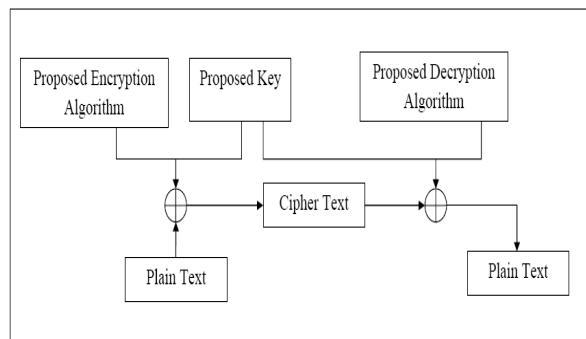 Proposed Encryption
Algorithm
Proposed Key
Proposed Decryption
Algorithm
Cipher Text
Plain Text
Plain Text